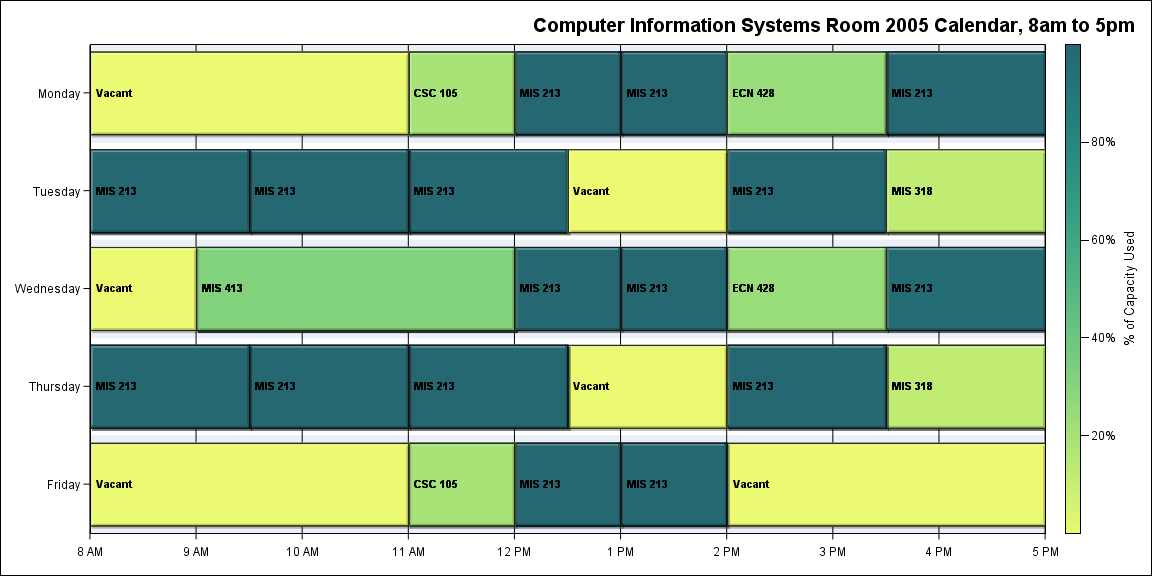 Computer Information Systems Room 2005 Calendar, 8am to 5pm
Monday
Vacant
CSC 105
MIS 213
MIS 213
ECN 428
MIS 213
Tuesday
MIS 213
MIS 213
MIS 213
Vacant
MIS 213
MIS 318
Wednesday
Vacant
MIS 413
MIS 213
MIS 213
ECN 428
MIS 213
Thursday
MIS 213
MIS 213
MIS 213
Vacant
MIS 213
MIS 318
Friday
Vacant
CSC 105
MIS 213
MIS 213
Vacant
8 AM
9 AM
10 AM
11 AM
12 PM
1 PM
2 PM
3 PM
4 PM
5 PM
80%
60%
40%
20%
% of Capacity Used